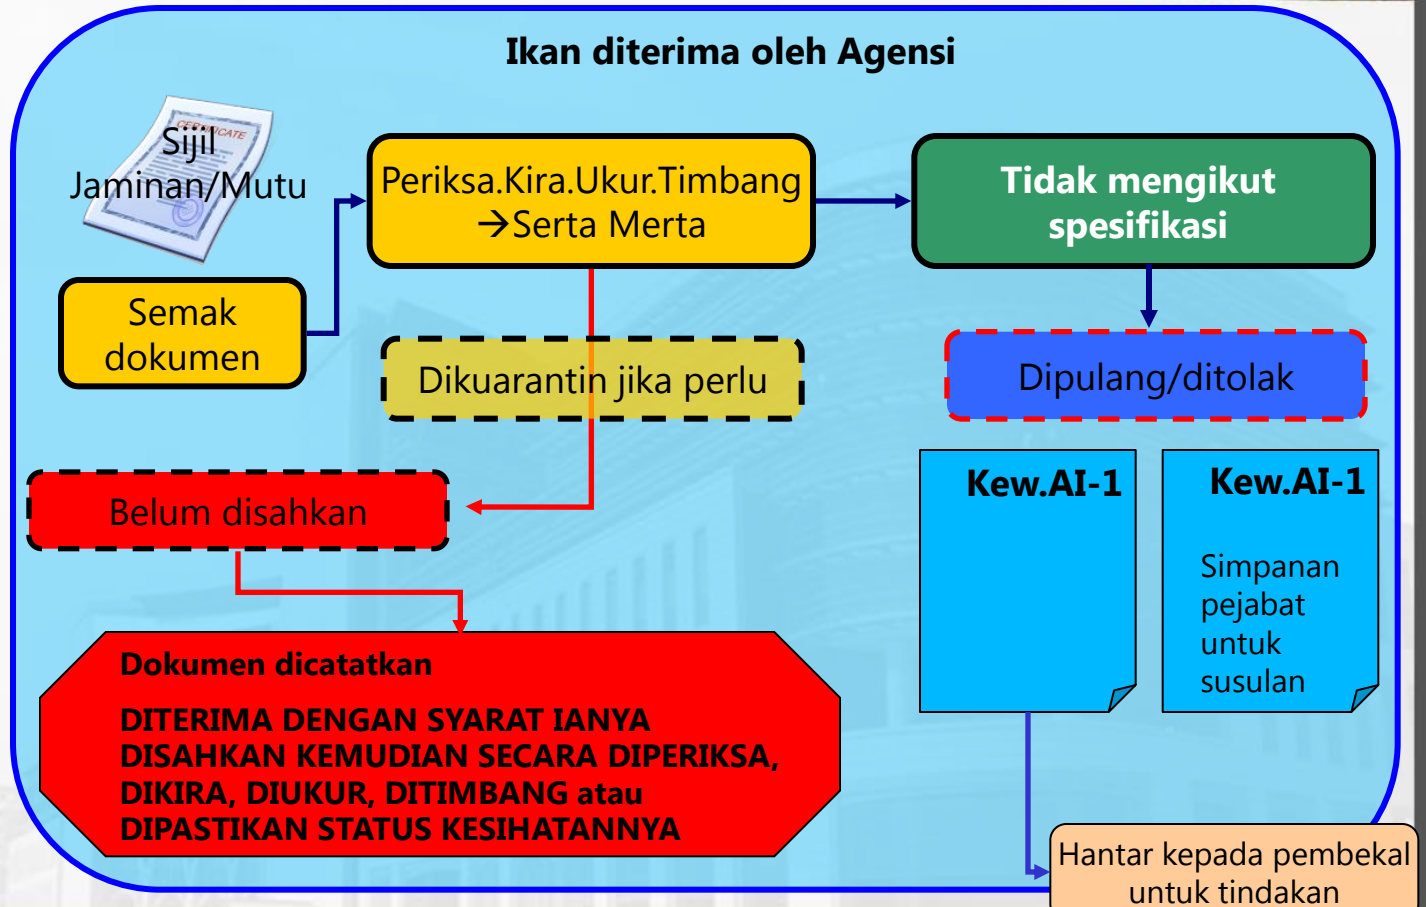 Ikan diterima oleh Agensi
CERTIFICATE
Sijil
Jaminan/Mutu
Semak
dokumen
Periksa.Kira.Ukur.Timbang
→Serta Merta
Tidak mengikut
spesifikasi
Dikuarantin jika perlu
Dipulang/ditolak
Belum disahkan
Kew.AI-1
Kew.AI-1
Simpanan
pejabat
untuk
susulan
Dokumen dicatatkan
DITERIMA DENGAN SYARAT IANYA
DISAHKAN KEMUDIAN SECARA DIPERIKSA,
DIKIRA, DIUKUR, DITIMBANG atau
DIPASTIKAN STATUS KESIHATANNYA
Hantar kepada pembekal
untuk tindakan